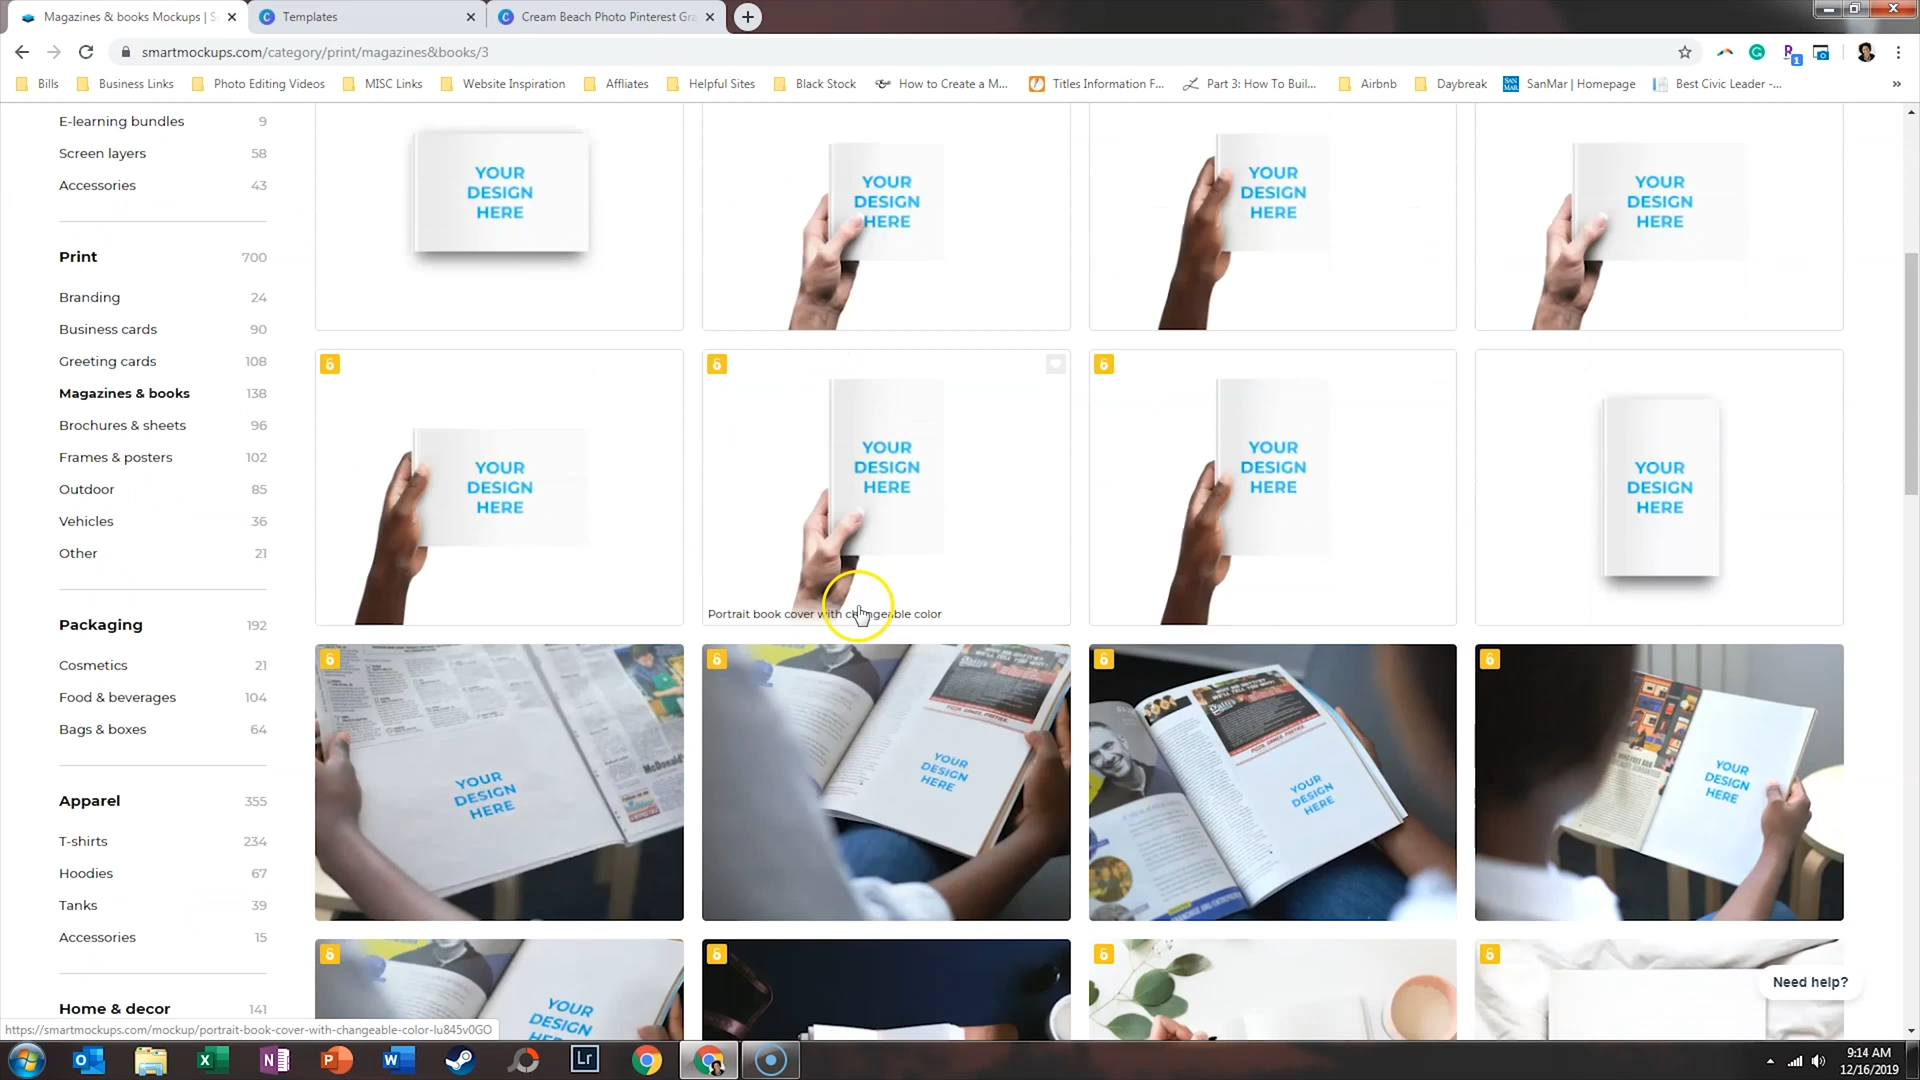 Magazines & books Mockups | S
Templates
Cream Beach Photo Pinterest Gra
smartmockups.com/category/print/magazines&books/3
Bills
Business Links
Photo Editing Videos
MISC Links
Website Inspiration
Affliates
Helpful Sites
Black Stock
How to Create a M...
Titles Information F...
Part 3: How To Buil...
Airbnb
Daybreak
SanMar | Homepage
Best Civic Leader -...
»
E-learning bundles 9
Screen layers 58
Accessories 43
Print 700
Branding 24
Business cards 90
Greeting cards 108
Magazines & books 138
Brochures & sheets 96
Frames & posters 102
Outdoor 85
Vehicles 36
Other 21
Packaging 192
Cosmetics 21
Food & beverages 104
Bags & boxes 64
Apparel 355
T-shirts 234
Hoodies 67
Tanks 39
Accessories 15
Home & decor 141
YOUR
DESIGN
HERE
YOUR
DESIGN
HERE
YOUR
DESIGN
HERE
YOUR
DESIGN
HERE
YOUR
DESIGN
HERE
YOUR
DESIGN
HERE
Portrait book cover with changeable color
YOUR
DESIGN
HERE
YOUR
DESIGN
HERE
McDonald
YOUR
DESIGN
HERE
YOUR
DESIGN
HERE
YOUR
DESIGN
HERE
YOUR
DESIGN
HERE
YOUR
DESIGN
HERE
Need help?
https://smartmockups.com/mockup/portrait-book-cover-with-changeable-color-lu845v0GO
Lr
9:14 AM
12/16/2019